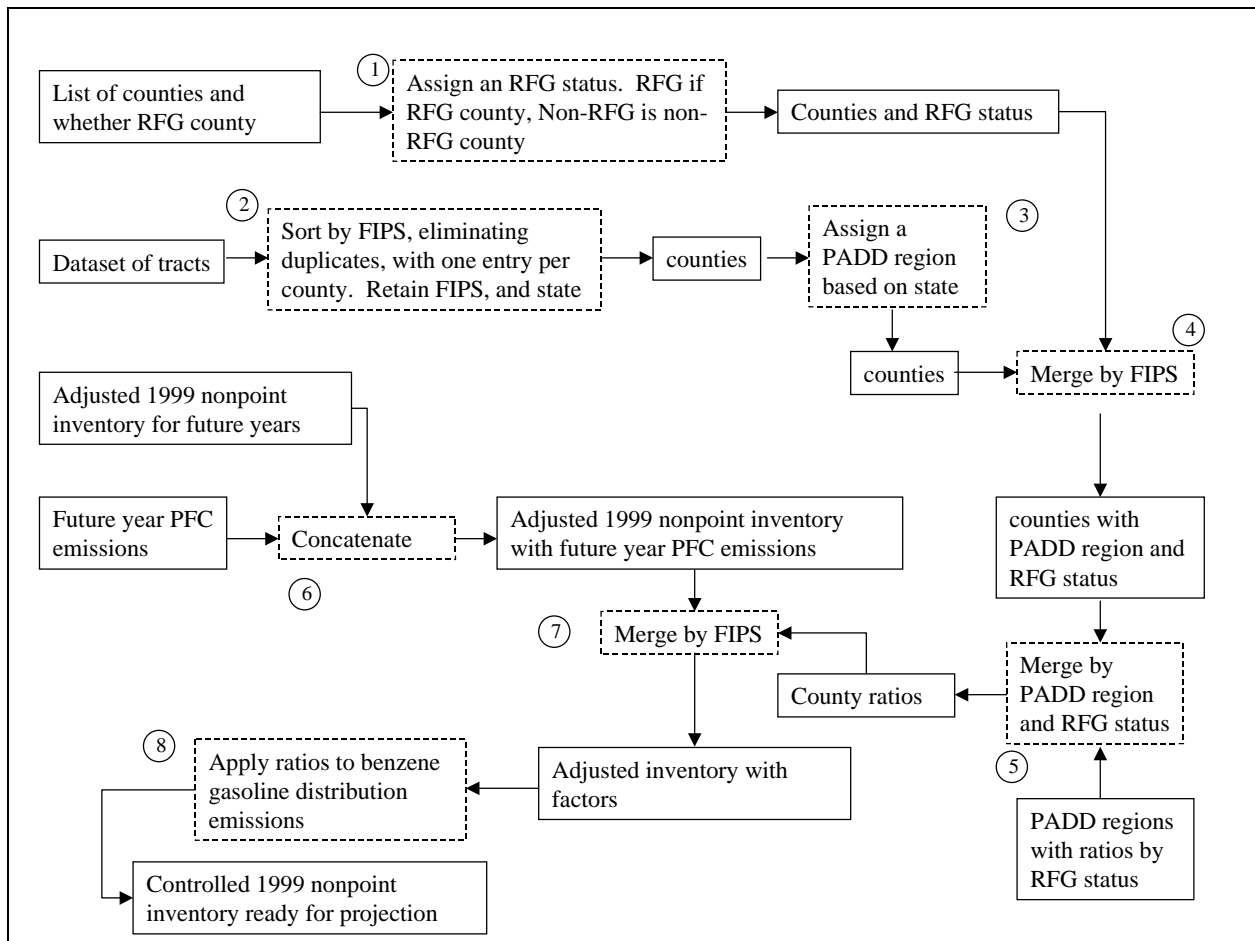 1
List of counties and
whether RFG county
Assign an RFG status.  RFG if
RFG county, Non-RFG is non-
RFG county
Counties and RFG status
2
Dataset of tracts
Sort by FIPS, eliminating
duplicates, with one entry per
county.  Retain FIPS, and state
counties
3
Assign a
PADD region
based on state
4
counties
Merge by FIPS
Adjusted 1999 nonpoint
inventory for future years
Future year PFC
emissions
Concatenate
6
Adjusted 1999 nonpoint inventory
with future year PFC emissions
counties with
PADD region and
RFG status
7
Merge by FIPS
County ratios
Merge by
PADD region
and RFG status
5
PADD regions
with ratios by
RFG status
8
Apply ratios to benzene
gasoline distribution
emissions
Adjusted inventory with
factors
Controlled 1999 nonpoint
inventory ready for projection